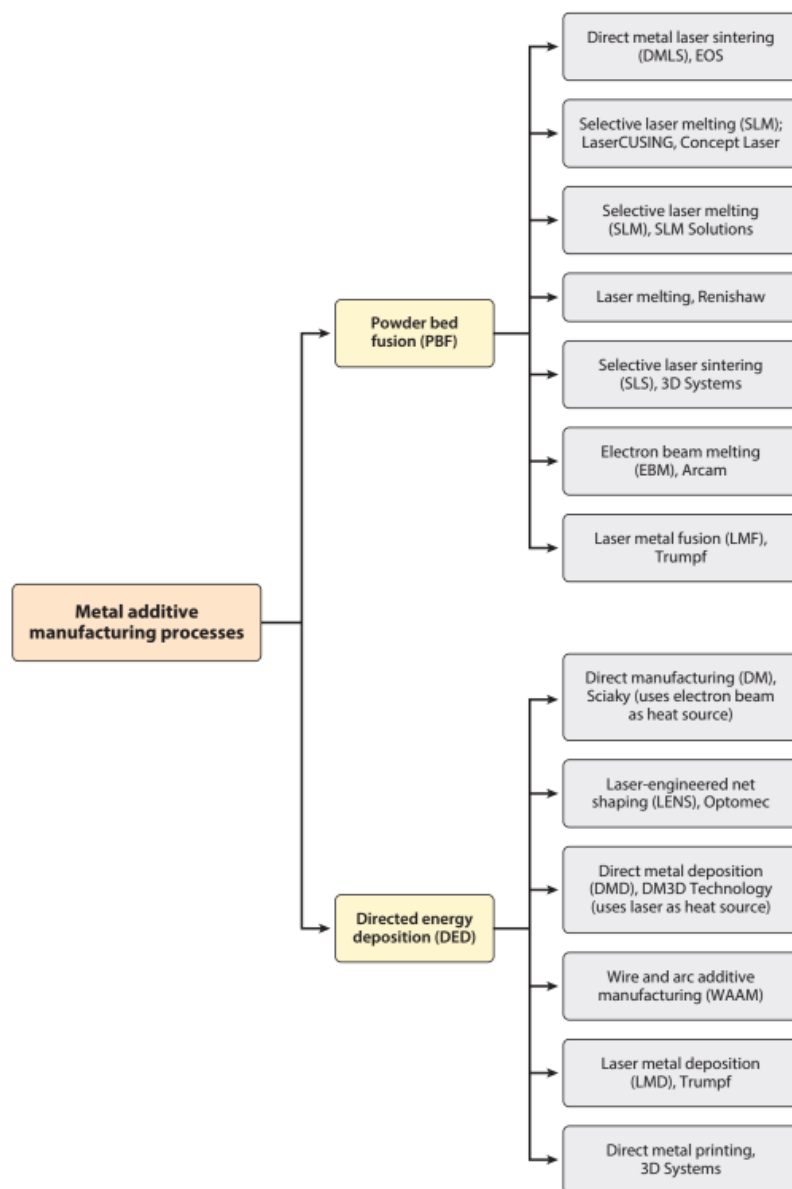 Direct metal laser sintering
(DMLS), EOS
Selective laser melting (SLM);
LaserCUSING, Concept Laser
Selective laser melting
(SLM), SLM Solutions
Laser melting, Renishaw
Powder bed
fusion (PBF)
Selective laser sintering
(SLS), 3D Systems
Electron beam melting
(EBM), Arcam
Laser metal fusion (LMF),
Trumpf
Metal additive
manufacturing processes
Direct manufacturing (DM),
Sciaky (uses electron beam
as heat source)
Laser-engineered net
shaping (LENS), Optomec
Direct metal deposition
(DMD), DM3D Technology
(uses laser as heat source)
Directed energy
deposition (DED)
Wire and arc additive
manufacturing (WAAM)
Laser metal deposition
(LMD), Trumpf
Direct metal printing,
3D Systems